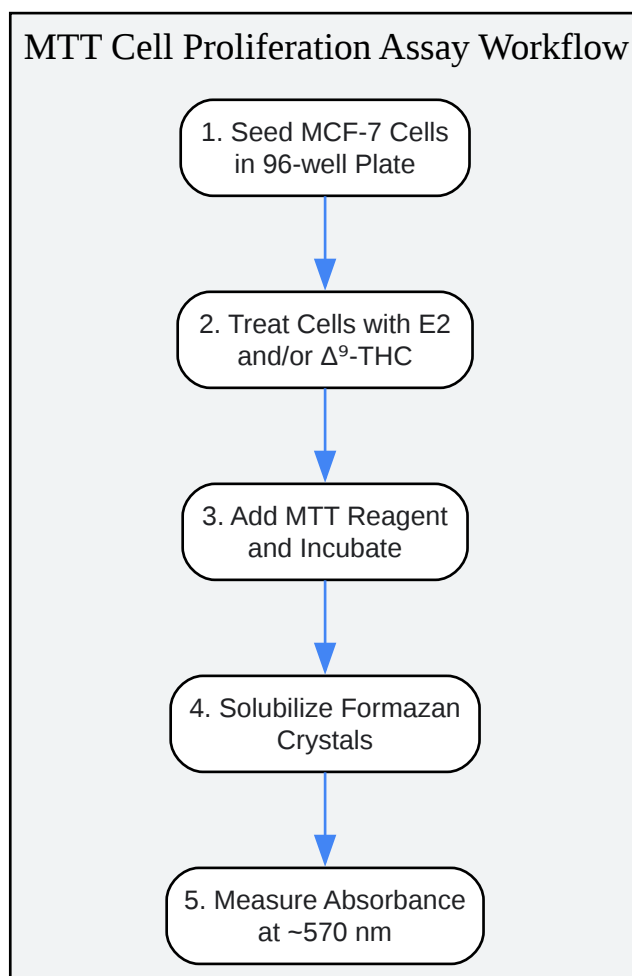 MTT Cell Proliferation Assay Workflow
1. Seed MCF-7 Cells
in 96-well Plate
2. Treat Cells with E2
and/or Δ⁹-THC
3. Add MTT Reagent
and Incubate
4. Solubilize Formazan
Crystals
5. Measure Absorbance
at ~570 nm